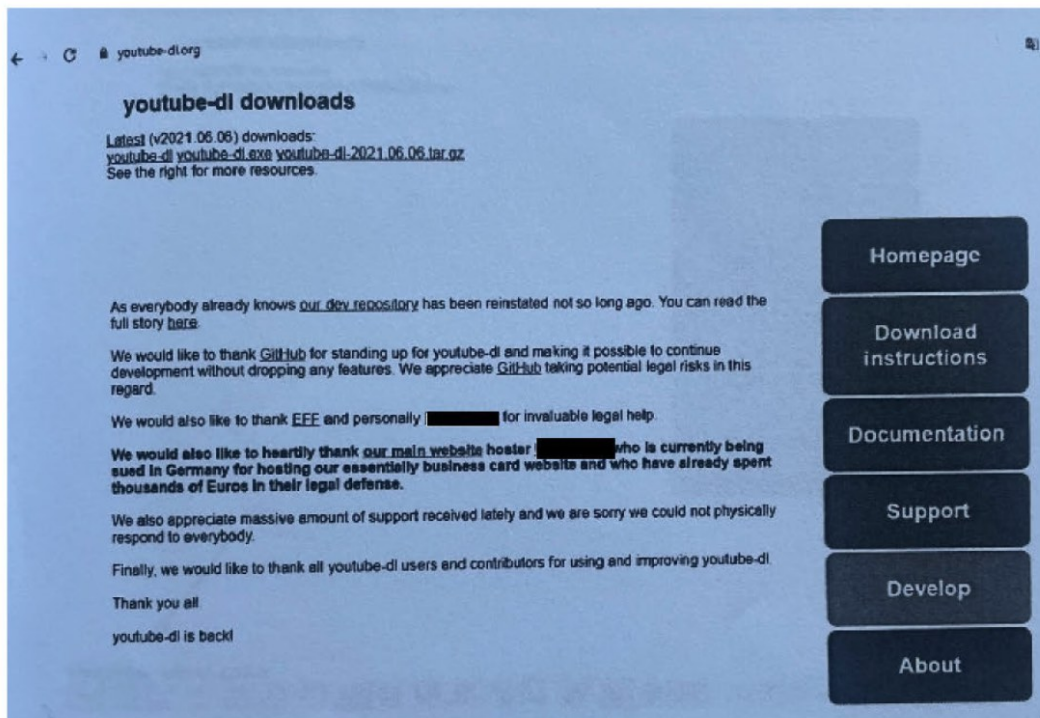 youtube-dl.org
youtube-dl downloads
Latest (v2021.06.06) downloads:
youtube-dl youtube-dl.exe youtube-dl-2021.06.06.tar.gz
See the right for more resources.
Homepage
As everybody already knows our dev repository has been reinstated not so long ago. You can read the
full story here.
Download
instructions
We would like to thank GitHub for standing up for youtube-dl and making it possible to continue
development without dropping any features. We appreciate GitHub taking potential legal risks in this
regard.
We would also like to thank EFF and personally for invaluable legal help.
Documentation
We would also like to heartily thank our main website hoster who is currently being
sued in Germany for hosting our essentially business card website and who have already spent
thousands of Euros in their legal defense.
Support
We also appreciate massive amount of support received lately and we are sorry we could not physically
respond to everybody.
Finally, we would like to thank all youtube-dl users and contributors for using and improving youtube-dl.
Develop
Thank you all
youtube-dl is back!
About